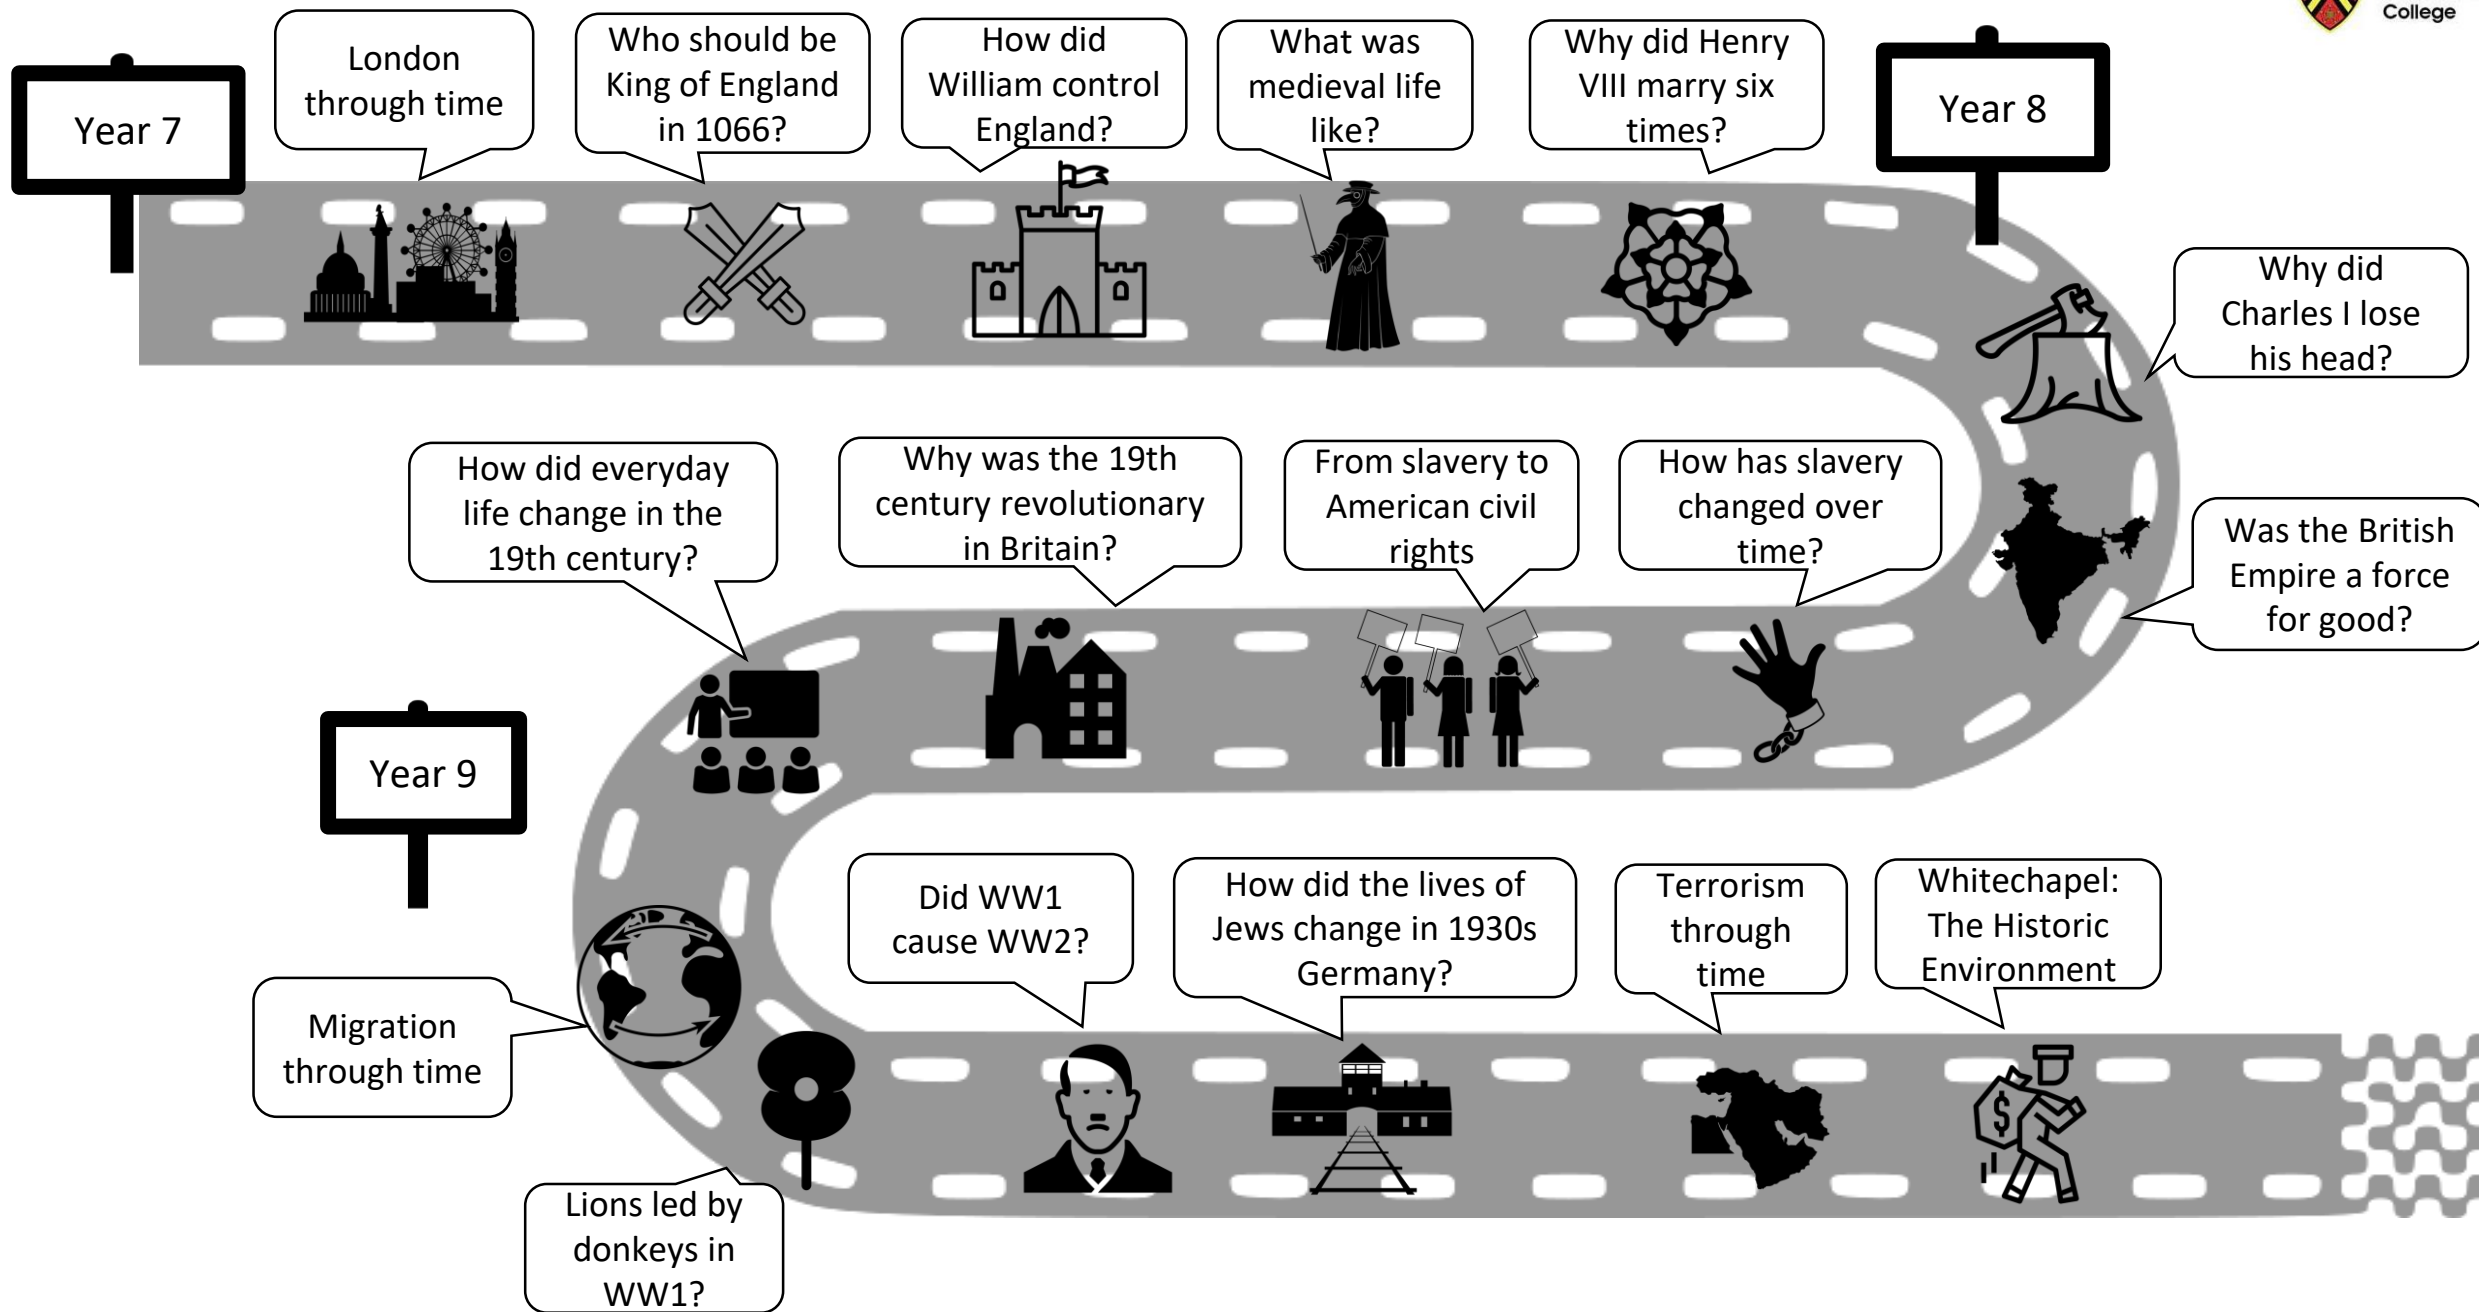 College
Year 7
London
through time
Who should be
King of England
in 1066?
How did
William control
England?
What was
medieval life
like?
Why did Henry
VIII marry six
times?
Year 8
Why did
Charles I lose
his head?
Was the British
Empire a force
for good?
How has slavery
changed over
time?
From slavery to
American civil
rights
Why was the 19th
century revolutionary
in Britain?
How did everyday
life change in the
19th century?
Year 9
Migration
through time
Lions led by
donkeys in
WW1?
Did WW1
cause WW2?
How did the lives of
Jews change in 1930s
Germany?
Terrorism
through
time
Whitechapel:
The Historic
Environment
$